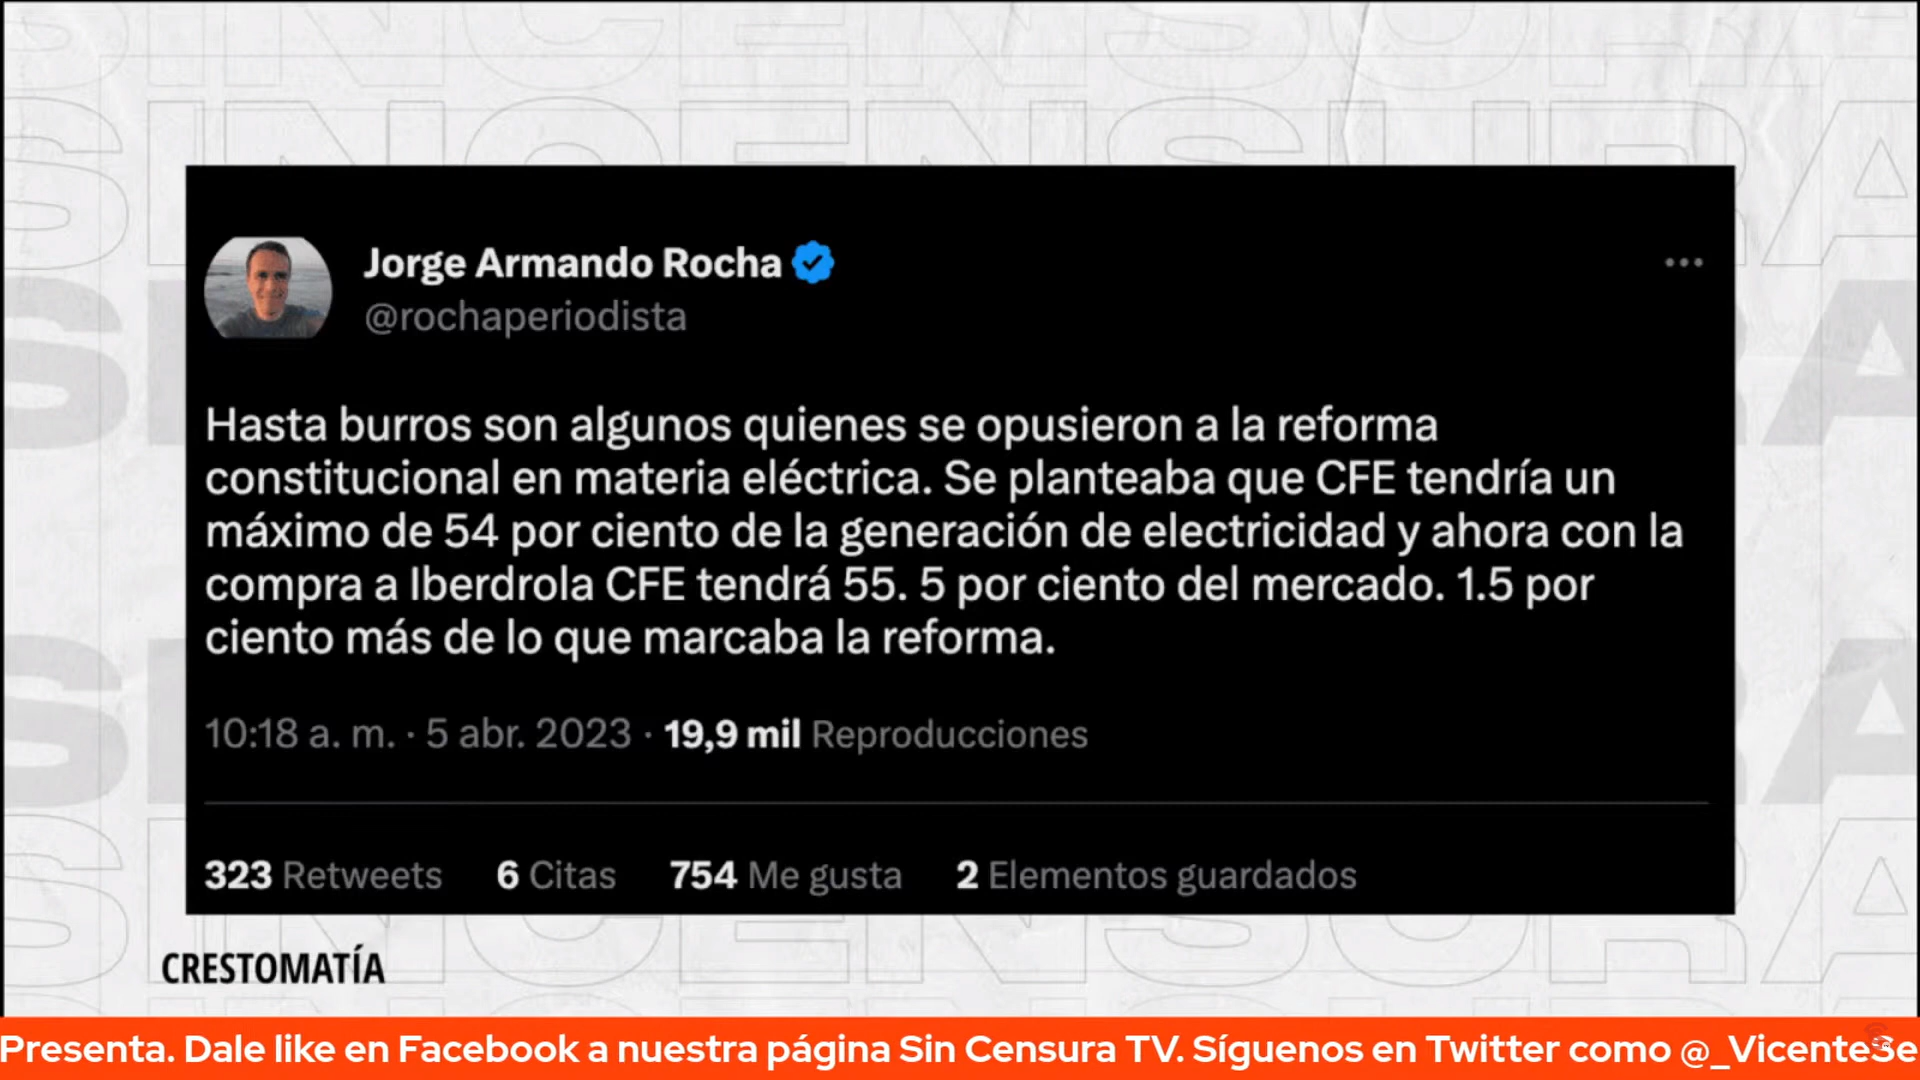 SINCENSURA
Jorge Armando Rocha
@rochaperiodista
Hasta burros son algunos quienes se opusieron a la reforma
constitucional en materia eléctrica. Se planteaba que CFE tendría un
máximo de 54 por ciento de la generación de electricidad y ahora con la
compra a Iberdrola CFE tendrá 55. 5 por ciento del mercado. 1.5 por
ciento más de lo que marcaba la reforma.
10:18 a. m. · 5 abr. 2023 · 19,9 mil Reproducciones
323 Retweets 6 Citas 754 Me gusta 2 Elementos guardados
SINCENSURA
CRESTOMATÍA
Presenta. Dale like en Facebook a nuestra página Sin Censura TV. Síguenos en Twitter como @_VicenteSe